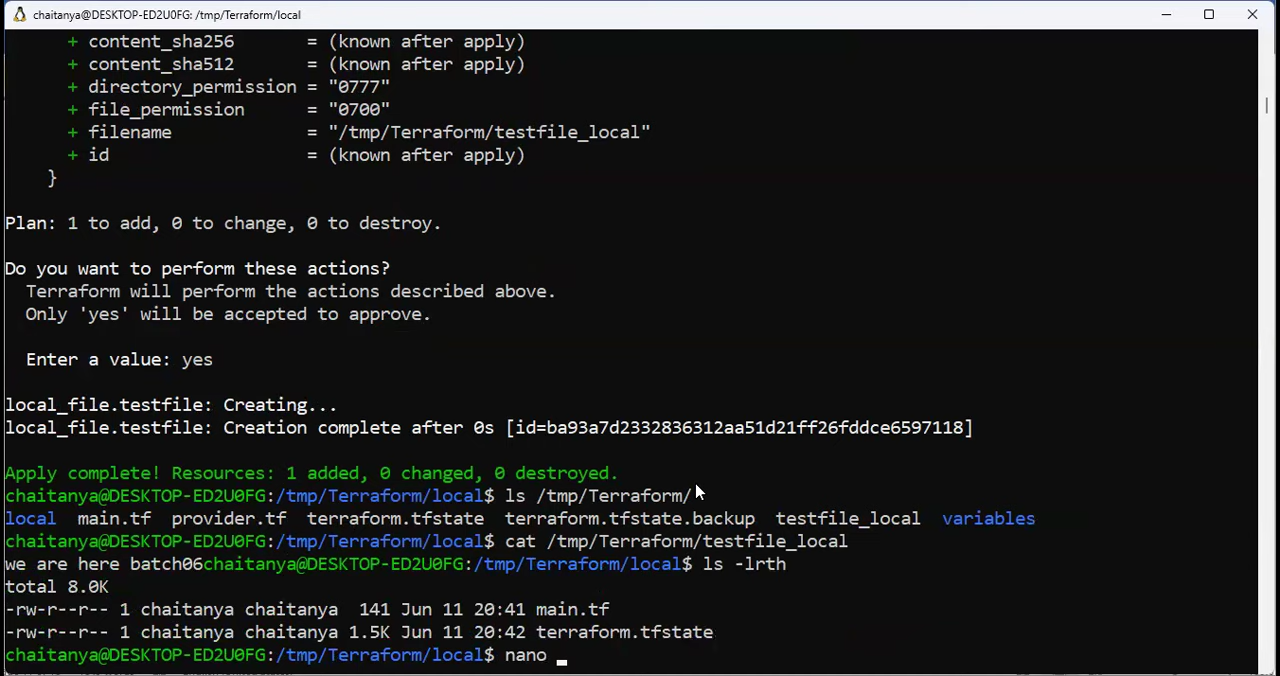 chaitanya@DESKTOP-ED2U0FG: /tmp/Terraform/local
+ content_sha256 = (known after apply)
+ content_sha512 = (known after apply)
+ directory_permission = "0777"
+ file_permission = "0700"
+ filename = "/tmp/Terraform/testfile_local"
+ id = (known after apply)
}
Plan: 1 to add, 0 to change, 0 to destroy.
Do you want to perform these actions?
Terraform will perform the actions described above.
Only 'yes' will be accepted to approve.
Enter a value: yes
local_file.testfile: Creating...
local_file.testfile: Creation complete after 0s [id=ba93a7d2332836312aa51d21ff26fddce6597118]
Apply complete! Resources: 1 added, 0 changed, 0 destroyed.
chaitanya@DESKTOP-ED2U0FG:/tmp/Terraform/local$ ls /tmp/Terraform/
local main.tf provider.tf terraform.tfstate terraform.tfstate.backup testfile_local variables
chaitanya@DESKTOP-ED2U0FG:/tmp/Terraform/local$ cat /tmp/Terraform/testfile_local
we are here batch06chaitanya@DESKTOP-ED2U0FG:/tmp/Terraform/local$ ls -lrth
total 8.0K
-rw-r--r-- 1 chaitanya chaitanya 141 Jun 11 20:41 main.tf
-rw-r--r-- 1 chaitanya chaitanya 1.5K Jun 11 20:42 terraform.tfstate
chaitanya@DESKTOP-ED2U0FG:/tmp/Terraform/local$ nano